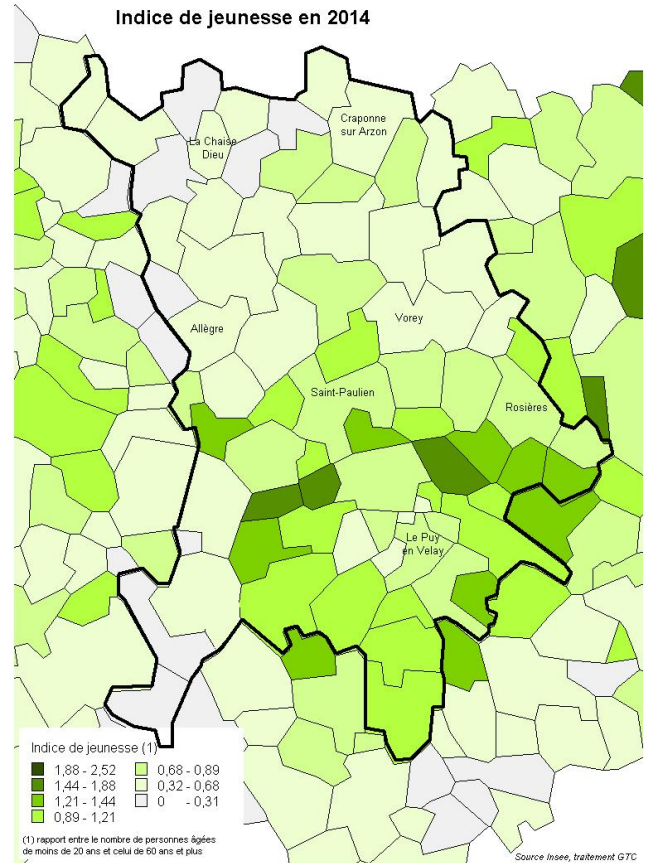 Indice de jeunesse en 2014
Craponne
sur Arzon
La Chaise
Dieu
Allègre
Vorey
Saint-Paulien
Rosières
Le Puy
en Velay
Indice de jeunesse (1)
1,88 - 2,52
1,44 - 1,88
1,21 - 1,44
0,89 - 1,21
0,68 - 0,89
0,32 - 0,68
0 - 0,31
(1) rapport entre le nombre de personnes âgées
de moins de 20 ans et celui de 60 ans et plus
Source Insee, traitement GTC